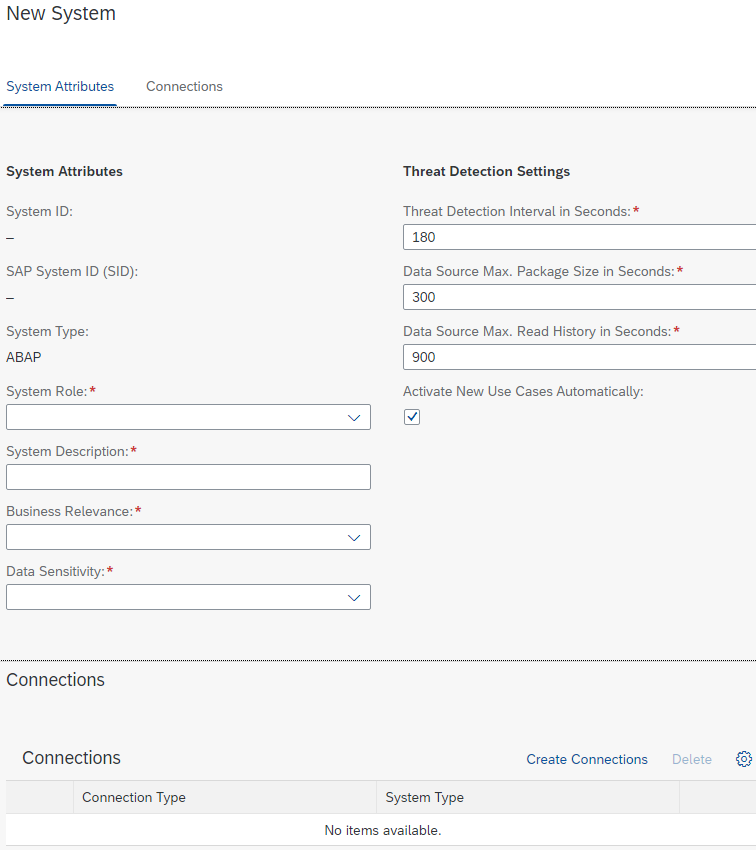 New System
System Attributes
Connections
System Attributes
System ID:
–
SAP System ID (SID):
–
System Type:
ABAP
System Role:*
System Description:*
Business Relevance:*
Data Sensitivity:*
Threat Detection Settings
Threat Detection Interval in Seconds:*
180
Data Source Max. Package Size in Seconds:*
300
Data Source Max. Read History in Seconds:*
900
Activate New Use Cases Automatically:
Connections
Connections
Create Connections
Delete
Connection Type
System Type
No items available.